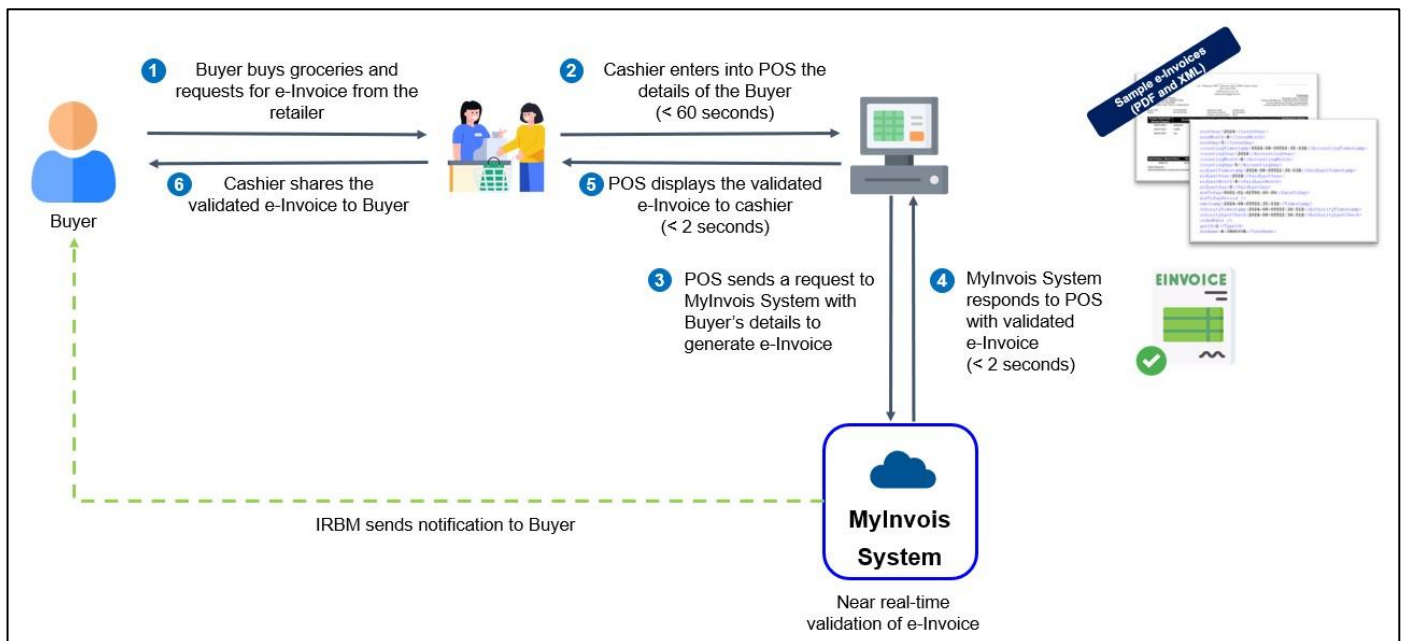 1
Buyer buys groceries and
requests for e-Invoice from the
retailer
2
Cashier enters into POS the
details of the Buyer
(< 60 seconds)
Sample e-Invoices
(PDF and XML)
6
Cashier shares the
validated e-Invoice to Buyer
5
POS displays the validated
e-Invoice to cashier
(< 2 seconds)
Buyer
3
POS sends a request to
MyInvois System with
Buyer's details to
generate e-Invoice
4
MyInvois System
responds to POS
with validated
e-Invoice
(< 2 seconds)
EINVOICE
IRBM sends notification to Buyer
MyInvois
System
Near real-time
validation of e-Invoice